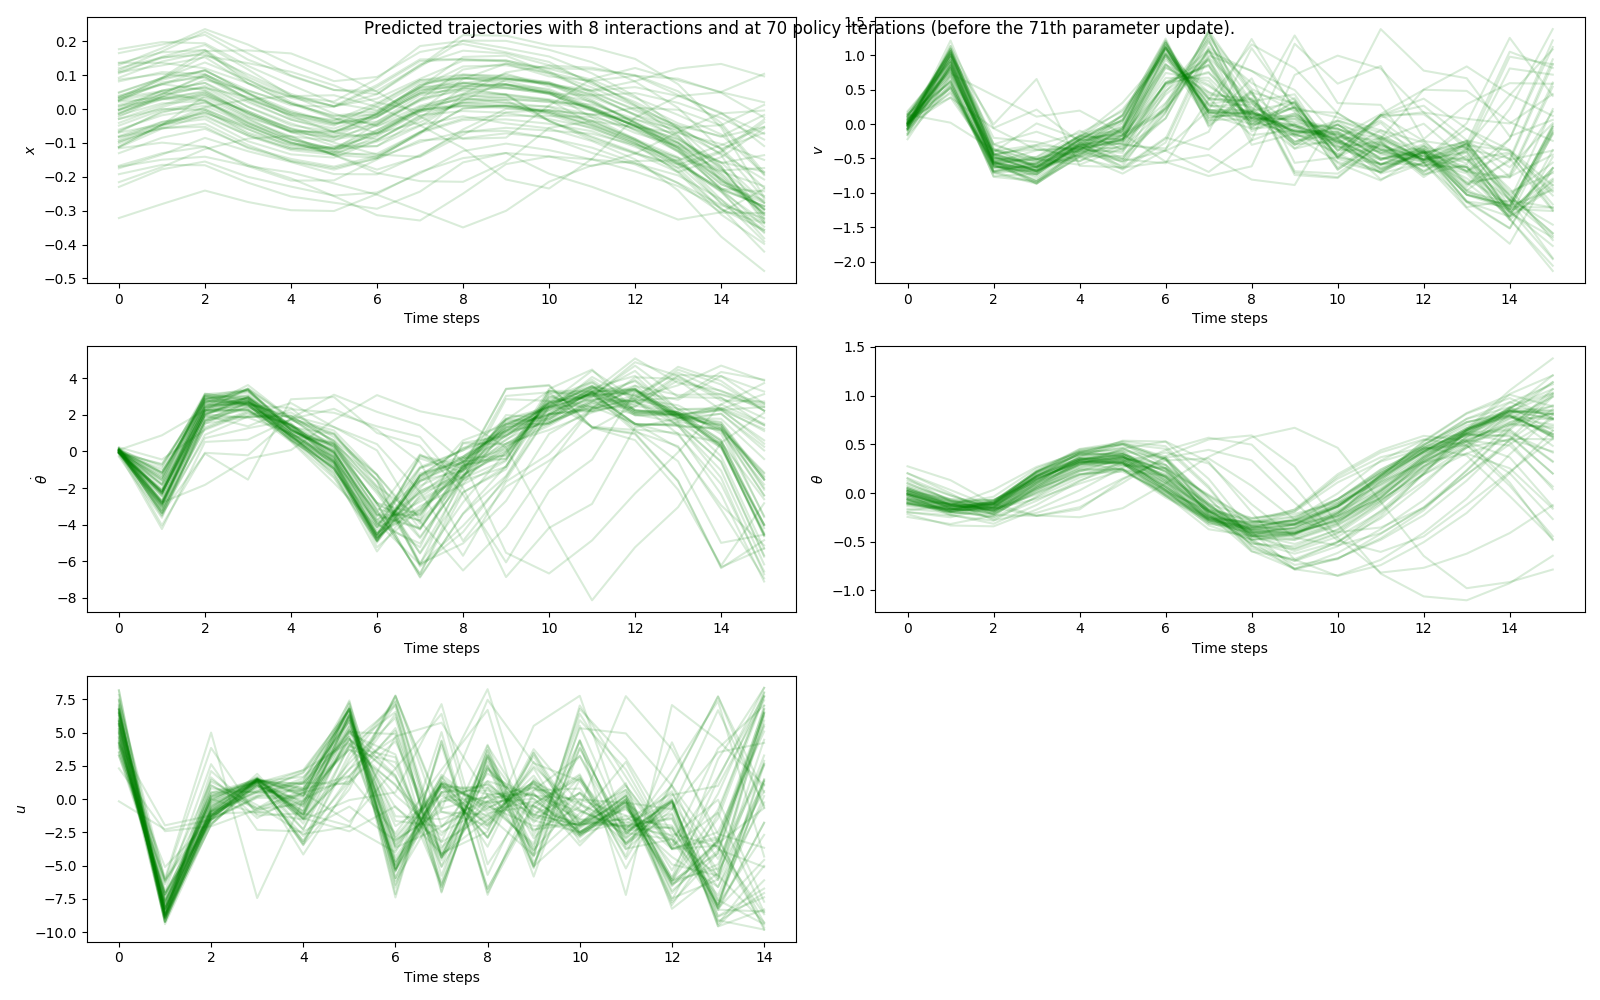 Predicted trajectories with 8 interactions and at 70 policy iterations (before the 71th parameter update).
0.2
0.1
0.0
−0.1
−0.2
−0.3
−0.4
−0.5
x
0 2 4 6 8 10 12 14
Time steps
1.5
1.0
0.5
0.0
−0.5
−1.0
−1.5
−2.0
v
0 2 4 6 8 10 12 14
Time steps
4
2
0
−2
−4
−6
−8
θ̇
0 2 4 6 8 10 12 14
Time steps
1.5
1.0
0.5
0.0
−0.5
−1.0
θ
0 2 4 6 8 10 12 14
Time steps
7.5
5.0
2.5
0.0
−2.5
−5.0
−7.5
−10.0
u
0 2 4 6 8 10 12 14
Time steps